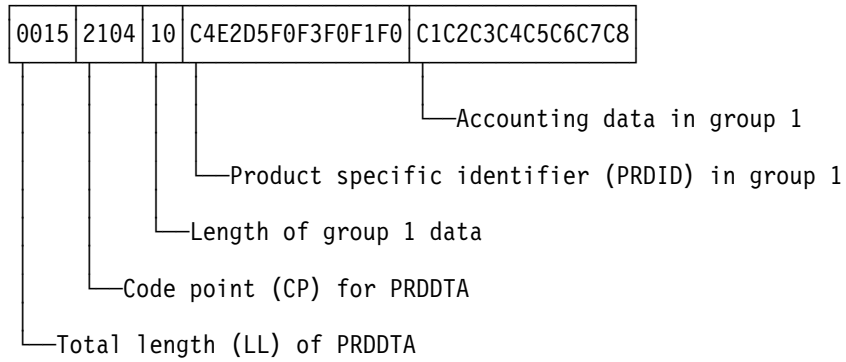 0015 2104 10 C4E2D5F0F3F0F1F0 C1C2C3C4C5C6C7C8
Accounting data in group 1
Product specific identifier (PRDID) in group 1
Length of group 1 data
Code point (CP) for PRDDTA
Total length (LL) of PRDDTA